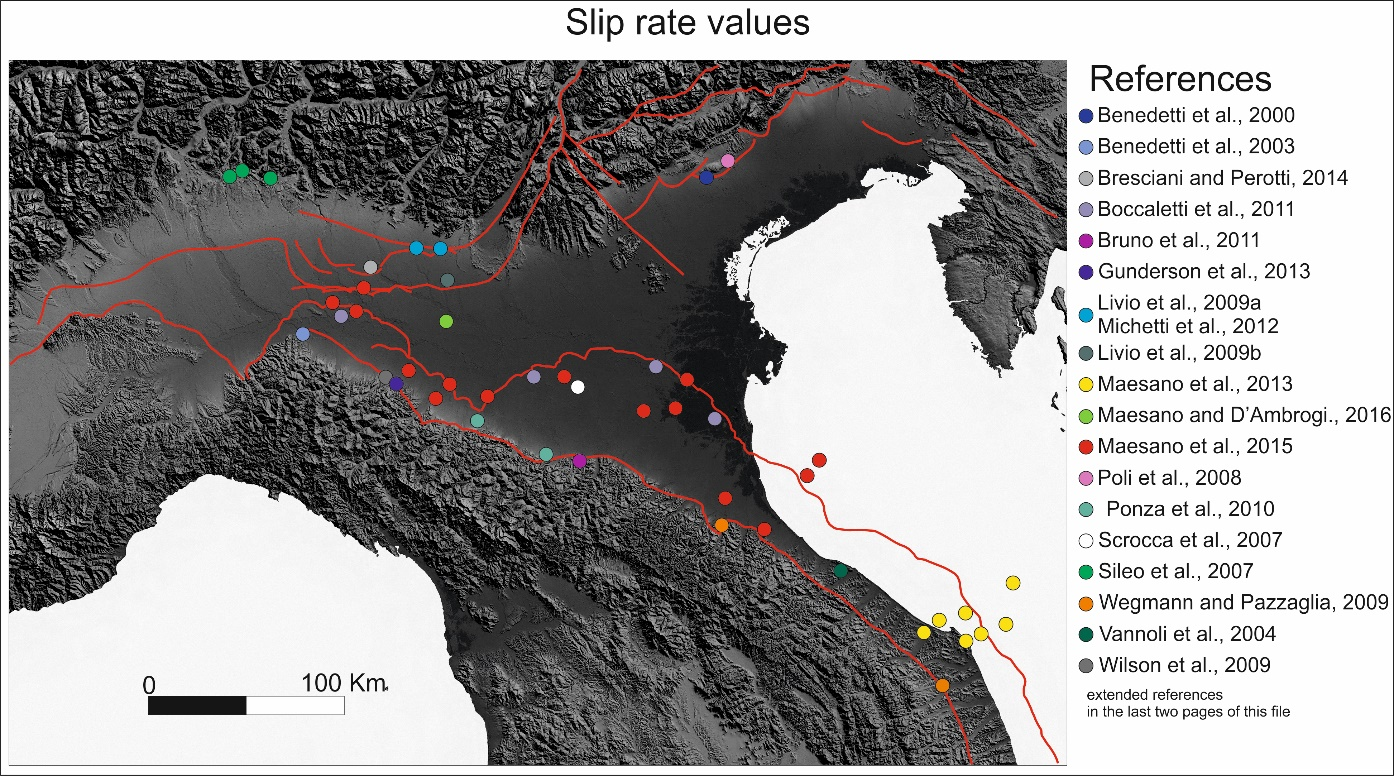 Slip rate values
References
Benedetti et al., 2000
Benedetti et al., 2003
Bresciani and Perotti, 2014
Boccaletti et al., 2011
Bruno et al., 2011
Gunderson et al., 2013
Livio et al., 2009a
Michetti et al., 2012
Livio et al., 2009b
Maesano et al., 2013
Maesano and D'Ambrogi., 2016
Maesano et al., 2015
Poli et al., 2008
Ponza et al., 2010
Scrocca et al., 2007
Sileo et al., 2007
Wegmann and Pazzaglia, 2009
Vannoli et al., 2004
Wilson et al., 2009
extended references
in the last two pages of this file
0 100 Km.